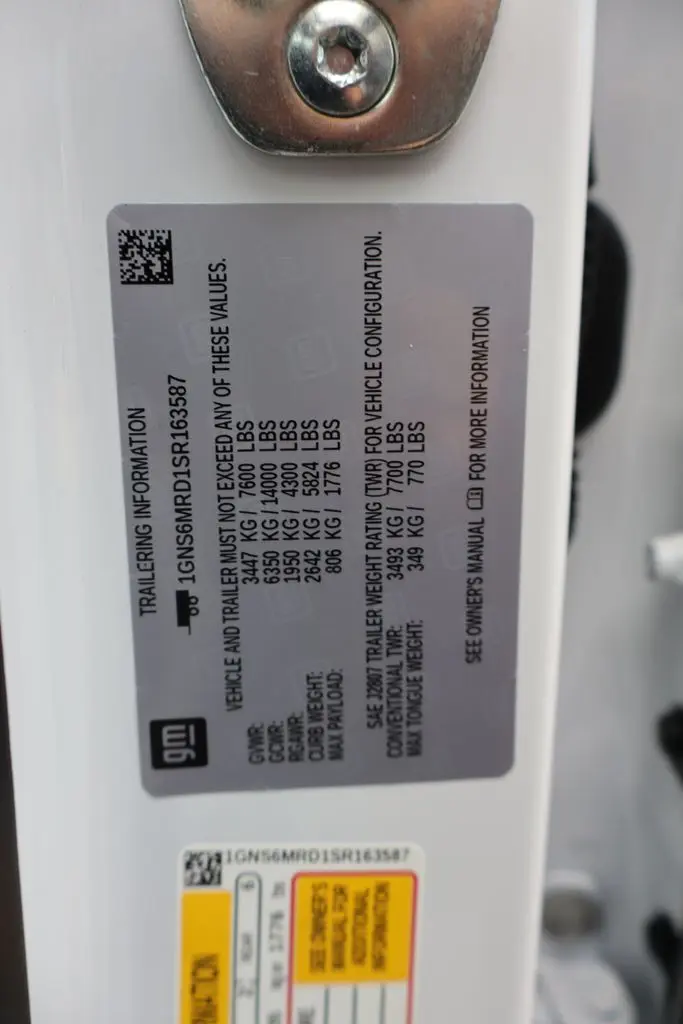 TRAILERING INFORMATION
1GNS6MRD1SR163587
VEHICLE AND TRAILER MUST NOT EXCEED ANY OF THESE VALUES.
GVWR: 3447 KG / 7600 LBS
GCWR: 6350 KG / 14000 LBS
RGAWR: 1950 KG / 4300 LBS
CURB WEIGHT: 2642 KG / 5824 LBS
MAX PAYLOAD: 806 KG / 1776 LBS
SAE J2807 TRAILER WEIGHT RATING (TWR) FOR VEHICLE CONFIGURATION.
CONVENTIONAL TWR: 3493 KG / 7700 LBS
MAX TONGUE WEIGHT: 349 KG / 770 LBS
SEE OWNER'S MANUAL FOR MORE INFORMATION
gm
1GNS6MRD1SR163587
SEE OWNER'S
MANUAL FOR
ADDITIONAL
INFORMATION
1776